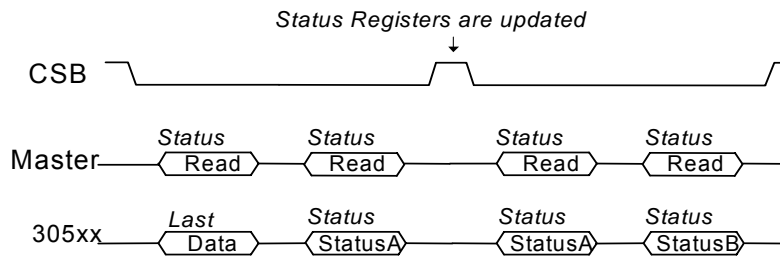 Status Registers are updated
CSB
Status Status Status Status
Master Read Read Read Read
Last Status Status Status
305xx Data StatusA StatusA StatusB